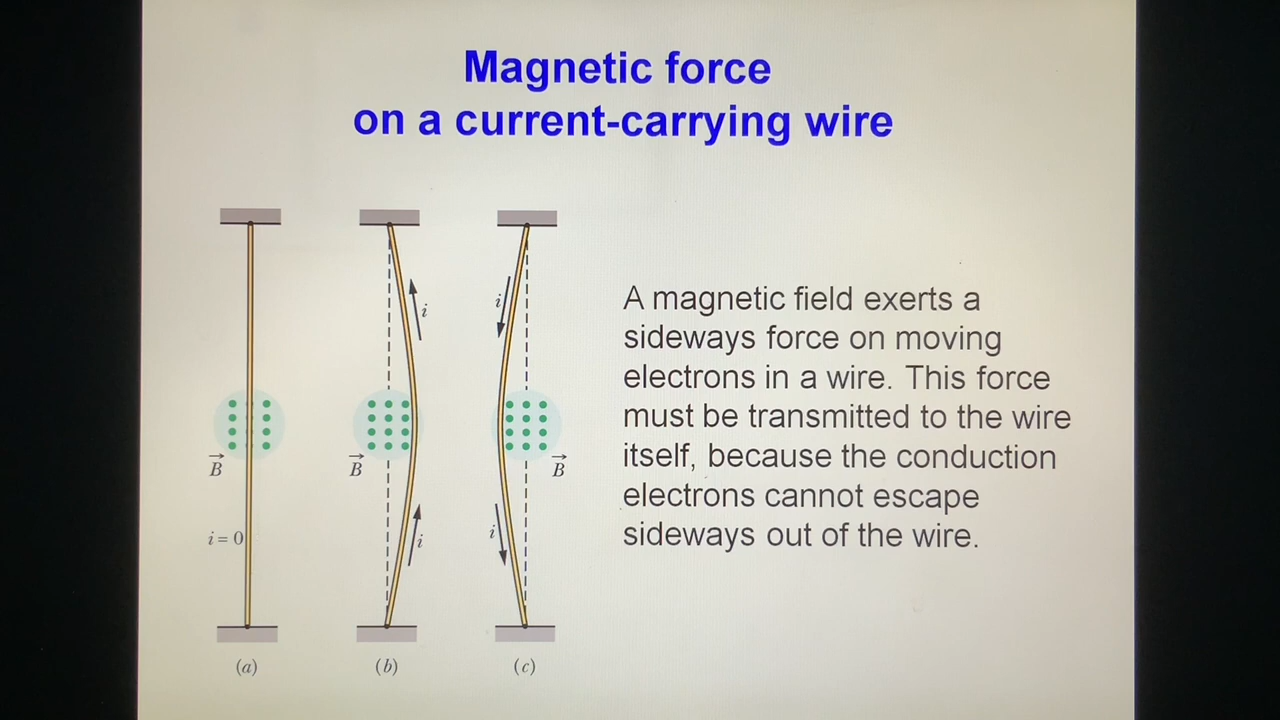 Magnetic force
on a current-carrying wire
i
i
i
i
B
B
B
i = 0
(a)
(b)
(c)
A magnetic field exerts a
sideways force on moving
electrons in a wire. This force
must be transmitted to the wire
itself, because the conduction
electrons cannot escape
sideways out of the wire.